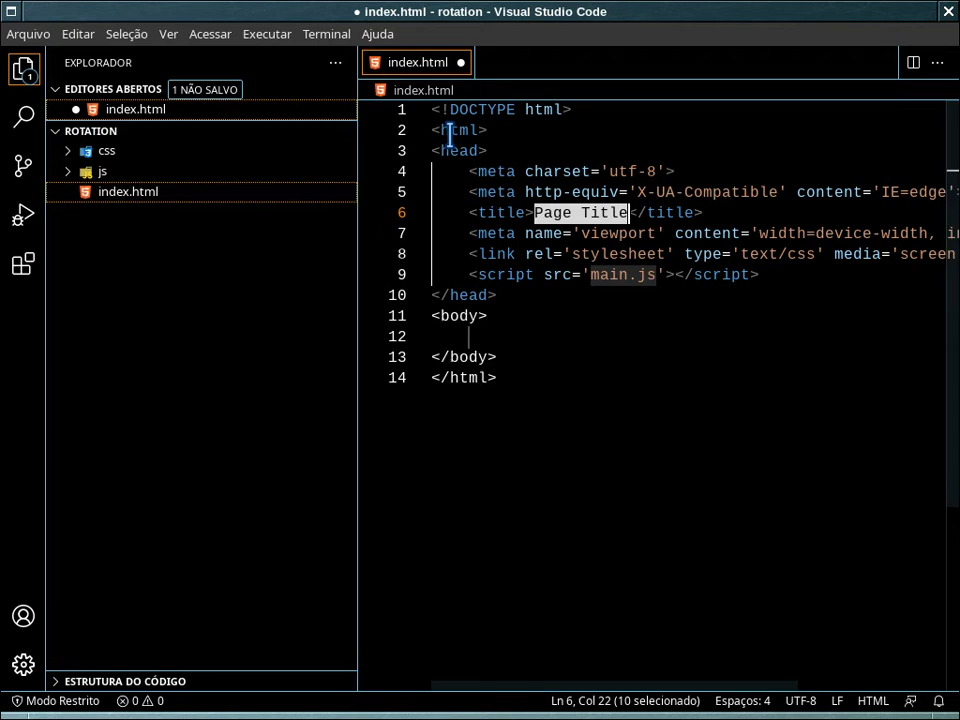 ● index.html - rotation - Visual Studio Code
Arquivo Editar Seleção Ver Acessar Executar Terminal Ajuda
EXPLORADOR
EDITORES ABERTOS 1 NÃO SALVO
● index.html
ROTATION
css
js
index.html
ESTRUTURA DO CÓDIGO
1
index.html ●
index.html
1 <!DOCTYPE html>
2 <html>
3 <head>
4 <meta charset='utf-8'>
5 <meta http-equiv='X-UA-Compatible' content='IE=edge'>
6 <title>Page Title</title>
7 <meta name='viewport' content='width=device-width, in
8 <link rel='stylesheet' type='text/css' media='screen
9 <script src='main.js'></script>
10 </head>
11 <body>
12
13 </body>
14 </html>
Modo Restrito 0 0 Ln 6, Col 22 (10 selecionado) Espaços: 4 UTF-8 LF HTML